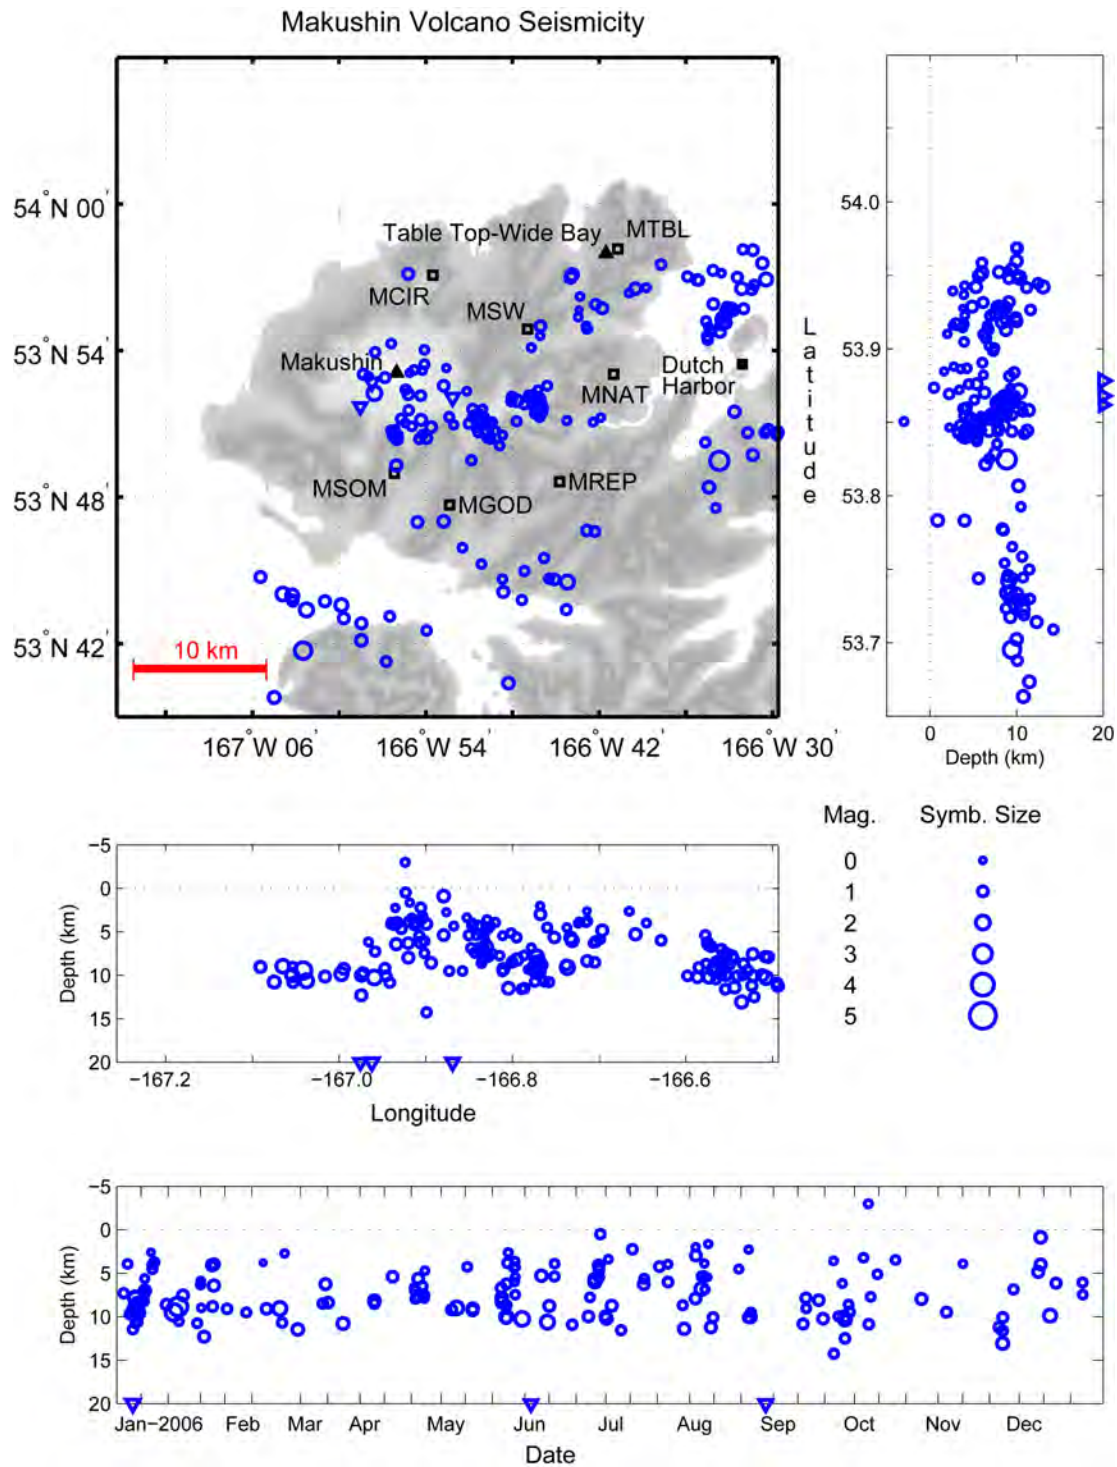 Makushin Volcano Seismicity
54°N 00'
53°N 54'
53°N 48'
53°N 42'
Table Top-Wide Bay
MTBL
MCIR
MSW
Makushin
MNAT
Dutch
Harbor
MSOM
MGOD
MREP
10 km
167°W 06'
166°W 54'
166°W 42'
166°W 30'
Latitude
54.0
53.9
53.8
53.7
0
10
20
Depth (km)
Mag.
Symb. Size
0
1
2
3
4
5
−5
0
5
10
15
20
Depth (km)
−167.2
−167.0
−166.8
−166.6
Longitude
−5
0
5
10
15
20
Depth (km)
Jan−2006
Feb
Mar
Apr
May
Jun
Jul
Aug
Sep
Oct
Nov
Dec
Date